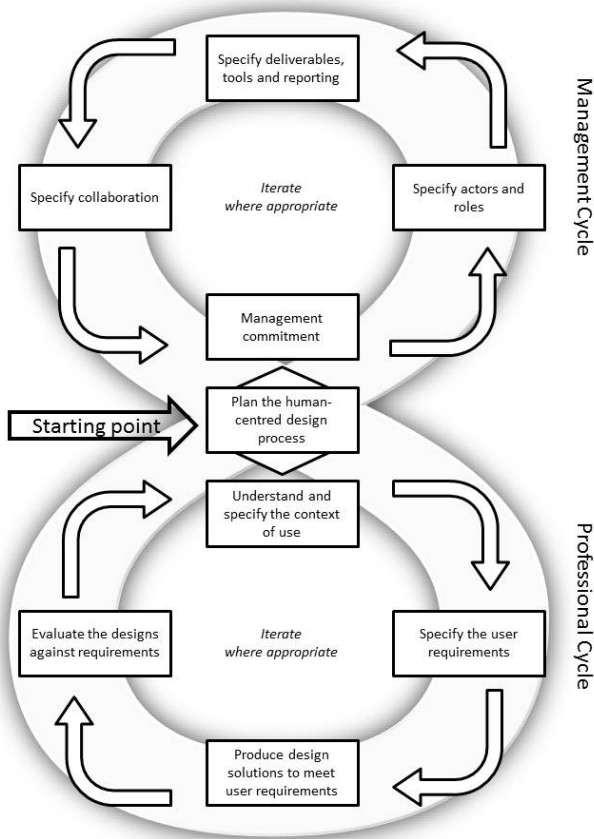 Specify deliverables,
tools and reporting
Management Cycle
Specify collaboration
Iterate
where appropriate
Specify actors and
roles
Management
commitment
Starting point
Plan the human-
centred design
process
Understand and
specify the context
of use
Professional Cycle
Evaluate the designs
against requirements
Iterate
where appropriate
Specify the user
requirements
Produce design
solutions to meet
user requirements